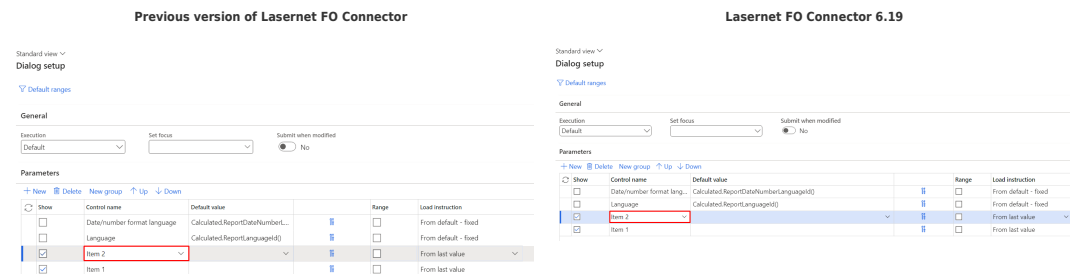 Previous version of Lasernet FO Connector
Standard view
Dialog setup
Default ranges
General
Execution Set focus Submit when modified
Default No
Parameters
New Delete New group Up Down
Show Control name Default value Range Load instruction
Date/number format language Calculated.ReportDateNumberL... From default - fixed
Language Calculated.ReportLanguageId() From default - fixed
Item 2 From last value
Item 1 From last value
Lasernet FO Connector 6.19
Standard view
Dialog setup
Default ranges
General
Execution Set focus Submit when modified
Default No
Parameters
New Delete New group Up Down
Show Control name Default value Range Load instruction
Date/number format lang... Calculated.ReportDateNumberLanguageId() From default - fixed
Language Calculated.ReportLanguageId() From default - fixed
Item 2 From last value
Item 1 From last value